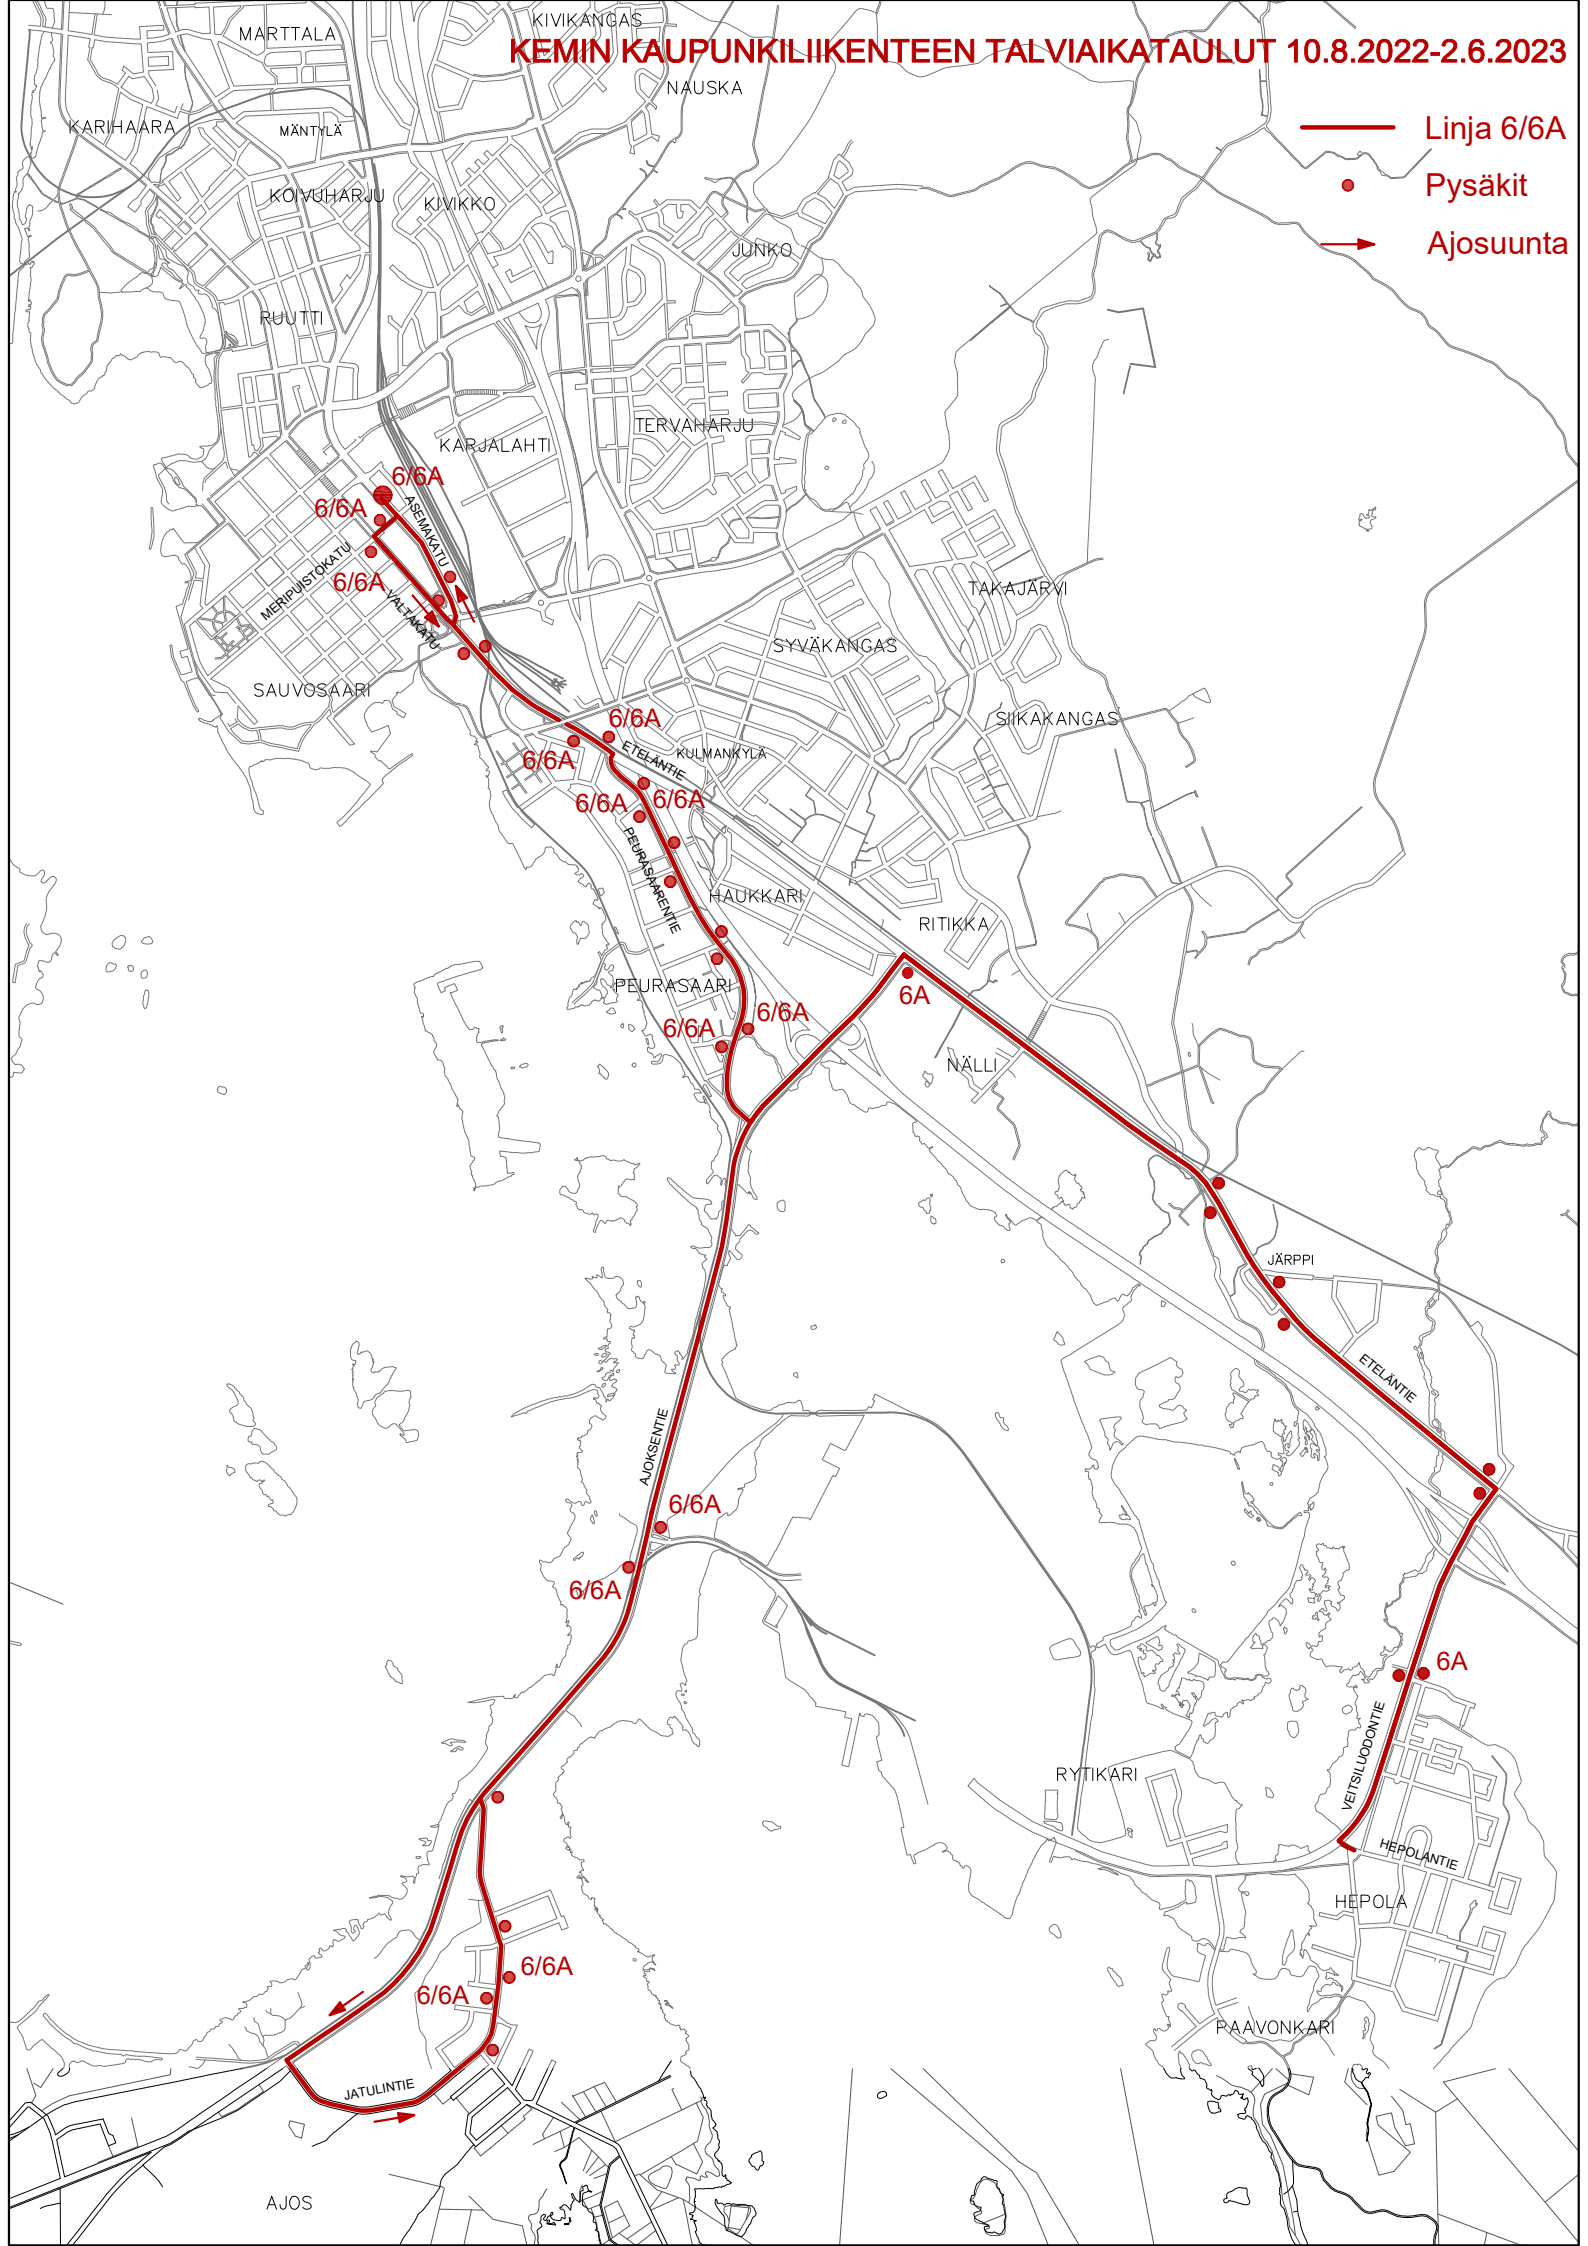 KIVIKANGAS
MARTTALA
KEMIN KAUPUNKILIIKENTEEN TALVIAIKATAULUT 10.8.2022-2.6.2023
NAUSKA
KARIHAARA
MÄNTYLÄ
Linja 6/6A
Pysäkit
KOIVUHARJU
KIVIKKO
Ajosuunta
JUNKO
RUUTTI
TERVAHARJU
KARJALAHTI
6/6A
6/6A
ASEMAKATU
6/6A
MERIPUISTOKATU
VALTAKATU
TAKAJÄRVI
SYVÄKANGAS
SAUVOSAARI
SIIKAKANGAS
6/6A
6/6A
ETELÄNTIE
KULMANKYLÄ
6/6A
6/6A
PEURASAARENTIE
HAUKKARI
RITIKKA
PEURASAARI
6A
6/6A
6/6A
NÄLLI
JÄRPPI
ETELÄNTIE
AJOKSENTIE
6/6A
6/6A
6A
VEITSILUODONTIE
RYTIKARI
HEPOLANTIE
HEPOLA
6/6A
6/6A
PAAVONKARI
JATULINTIE
AJOS